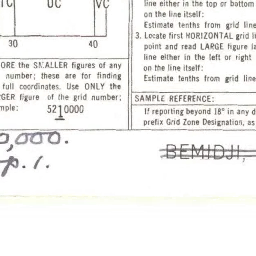 TC UU VC
30 40
ORE the SMALLER figures of any
number; these are for finding
full coordinates. Use ONLY the
GER figure of the grid number;
mple: 5210000
line either in the top or bottom
on the line itself:
Estimate tenths from grid line
3. Locate first HORIZONTAL grid li
point and read LARGE figure la
line either in the left or right
on the line itself:
Estimate tenths from grid line
SAMPLE REFERENCE:
If reporting beyond 18° in any d
prefix Grid Zone Designation, as
0,000.
p. 1.
BEMIDJI,